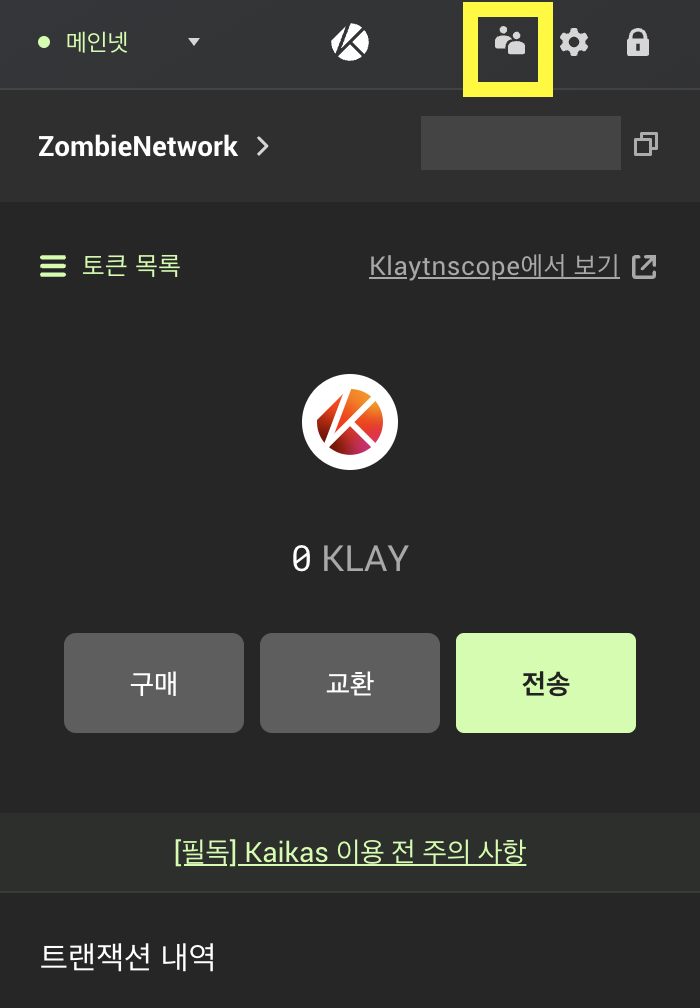 메인넷
ZombieNetwork
토큰 목록
Klaytnscope에서 보기
0 KLAY
구매
교환
전송
[필독] Kaikas 이용 전 주의 사항
트랜잭션 내역